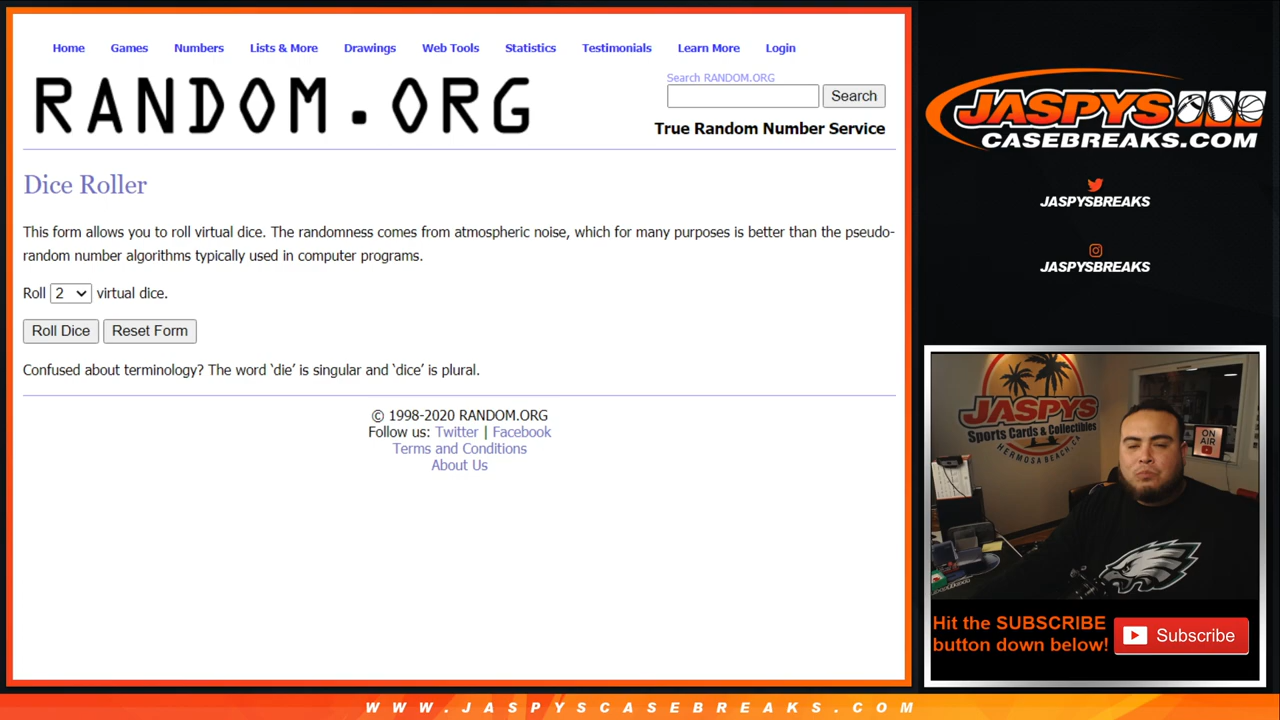 Home Games Numbers Lists & More Drawings Web Tools Statistics Testimonials Learn More Login
RANDOM.ORG
Search RANDOM.ORG
Search
True Random Number Service
Dice Roller
This form allows you to roll virtual dice. The randomness comes from atmospheric noise, which for many purposes is better than the pseudo-
random number algorithms typically used in computer programs.
Roll 2 virtual dice.
Roll Dice Reset Form
Confused about terminology? The word ‘die’ is singular and ‘dice’ is plural.
© 1998-2020 RANDOM.ORG
Follow us: Twitter | Facebook
Terms and Conditions
About Us
JASPYS
CASEBREAKS.COM
JASPYSBREAKS
JASPYSBREAKS
JASPYS
Sports Cards & Collectibles
HERMOSA BEACH, CA
ON
AIR
Hit the SUBSCRIBE
button down below!
Subscribe
WWW.JASPYSCASEBREAKS.COM